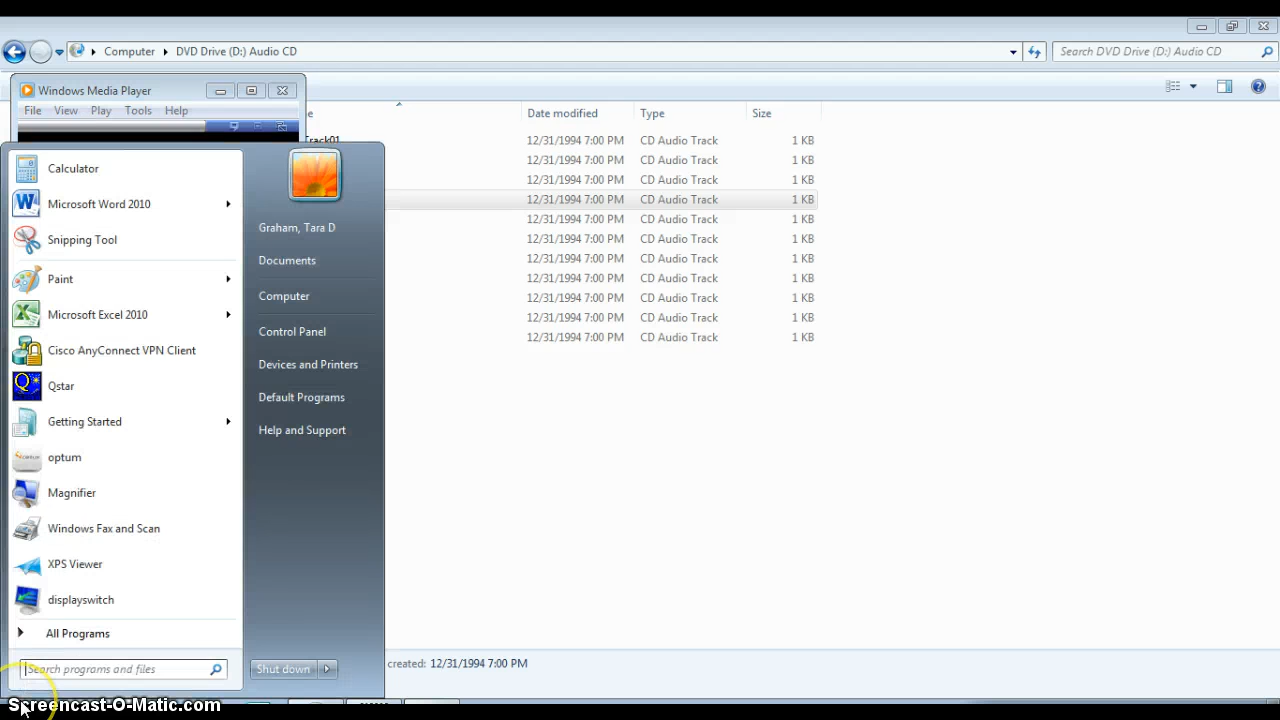 Computer DVD Drive (D:) Audio CD Search DVD Drive (D:) Audio CD
Windows Media Player
File View Play Tools Help
Date modified Type Size
Track01 12/31/1994 7:00 PM CD Audio Track 1 KB
12/31/1994 7:00 PM CD Audio Track 1 KB
12/31/1994 7:00 PM CD Audio Track 1 KB
12/31/1994 7:00 PM CD Audio Track 1 KB
12/31/1994 7:00 PM CD Audio Track 1 KB
12/31/1994 7:00 PM CD Audio Track 1 KB
12/31/1994 7:00 PM CD Audio Track 1 KB
12/31/1994 7:00 PM CD Audio Track 1 KB
12/31/1994 7:00 PM CD Audio Track 1 KB
12/31/1994 7:00 PM CD Audio Track 1 KB
12/31/1994 7:00 PM CD Audio Track 1 KB
Calculator
Microsoft Word 2010
Snipping Tool
Paint
Microsoft Excel 2010
Cisco AnyConnect VPN Client
Qstar
Getting Started
optum
Magnifier
Windows Fax and Scan
XPS Viewer
displayswitch
All Programs
Search programs and files
Graham, Tara D
Documents
Computer
Control Panel
Devices and Printers
Default Programs
Help and Support
Shut down
created: 12/31/1994 7:00 PM
Screencast-O-Matic.com